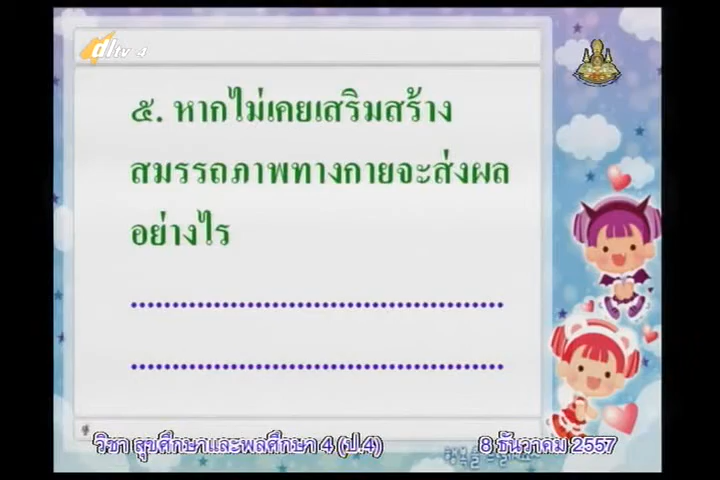 dltv 4
๕. หากไม่เคยเสริมสร้าง
สมรรถภาพทางกายจะส่งผล
อย่างไร
วิชา สุขศึกษาและพลศึกษา 4 (ป.4)
8 ธันวาคม 2557